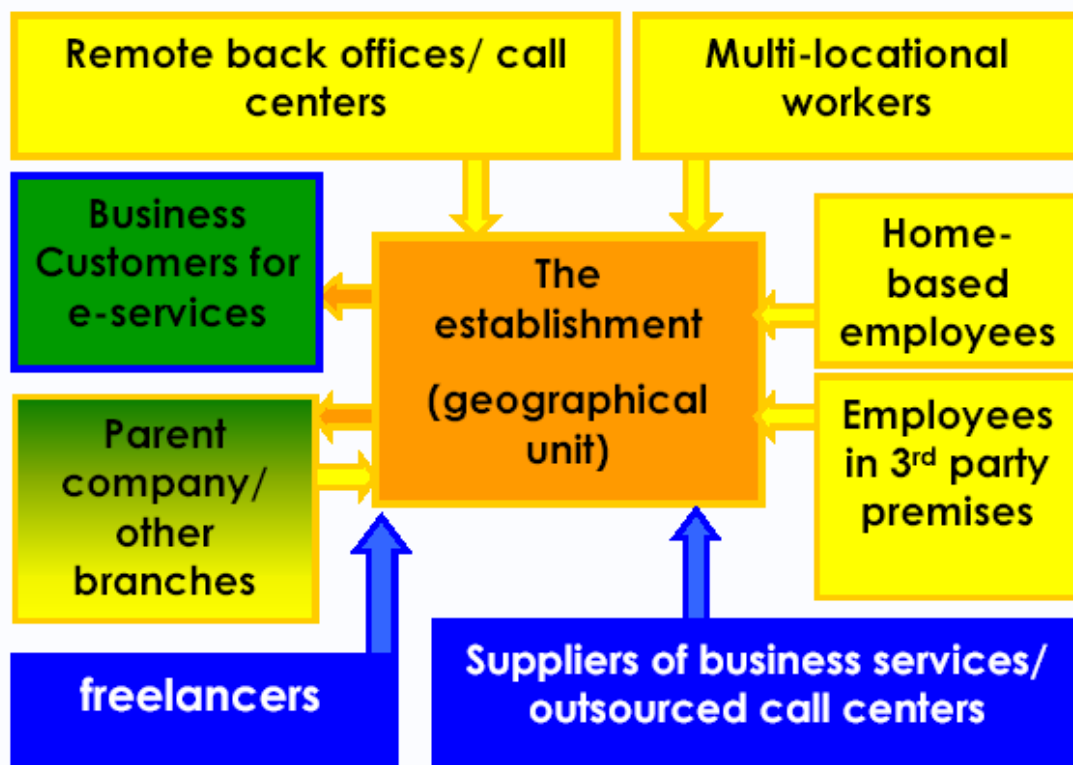 Remote back offices/ call
centers
Multi-locational
workers
Business
Customers for
e-services
The
establishment
(geographical
unit)
Home-
based
employees
Parent
company/
other
branches
Employees
in 3rd party
premises
freelancers
Suppliers of business services/
outsourced call centers